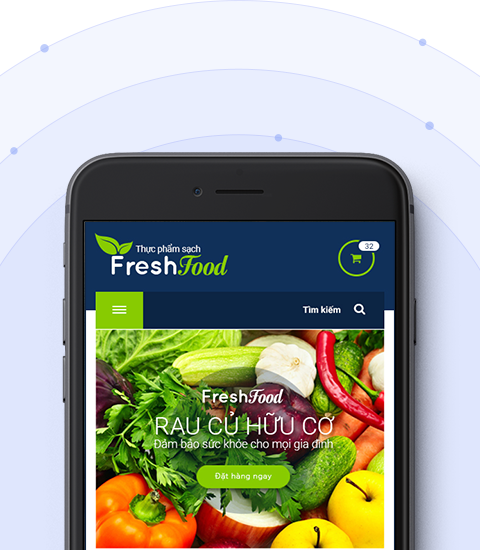 Thực phẩm sạch
FreshFood
32
Tìm kiếm
FreshFood
RAU CỦ HỮU CƠ
Đảm bảo sức khỏe cho mọi gia đình
Đặt hàng ngay